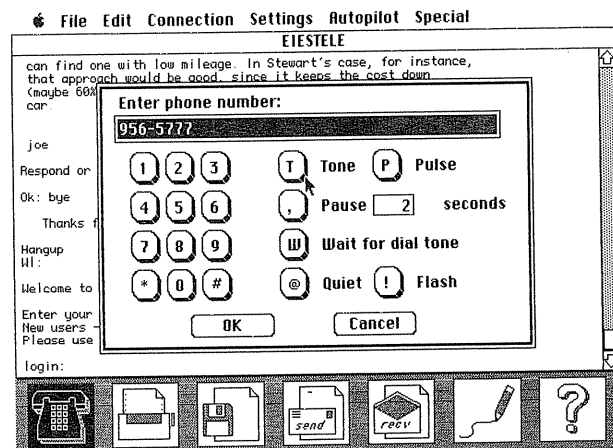 File Edit Connection Settings Autopilot Special
EIESTELE
can find one with low mileage. In Stewart's case, for instance,
that approach would be good, since it keeps the cost down
(maybe 60%
car
joe
Respond or
Ok: bye
Thanks f
Hangup
WI:
Welcome to
Enter your
New users -
Please use
login:
Enter phone number:
956-5777
1 2 3 T Tone P Pulse
4 5 6 , Pause 2 seconds
7 8 9 W Wait for dial tone
* 0 # @ Quiet ! Flash
OK Cancel
send recv ?